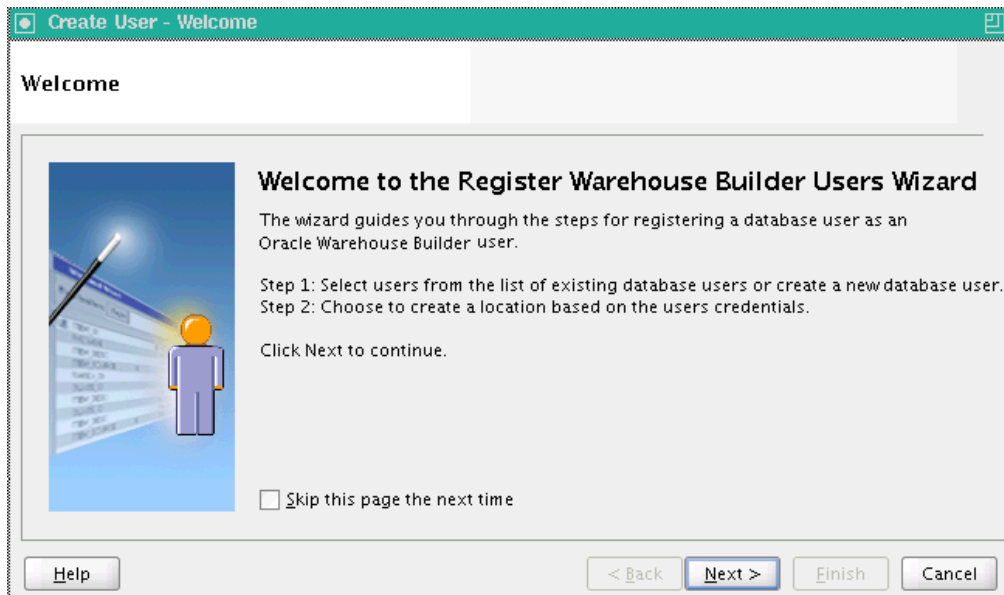 Create User - Welcome
Welcome
Welcome to the Register Warehouse Builder Users Wizard
The wizard guides you through the steps for registering a database user as an
Oracle Warehouse Builder user.
Step 1: Select users from the list of existing database users or create a new database user.
Step 2: Choose to create a location based on the users credentials.
Click Next to continue.
Skip this page the next time
Help
< Back
Next >
Finish
Cancel